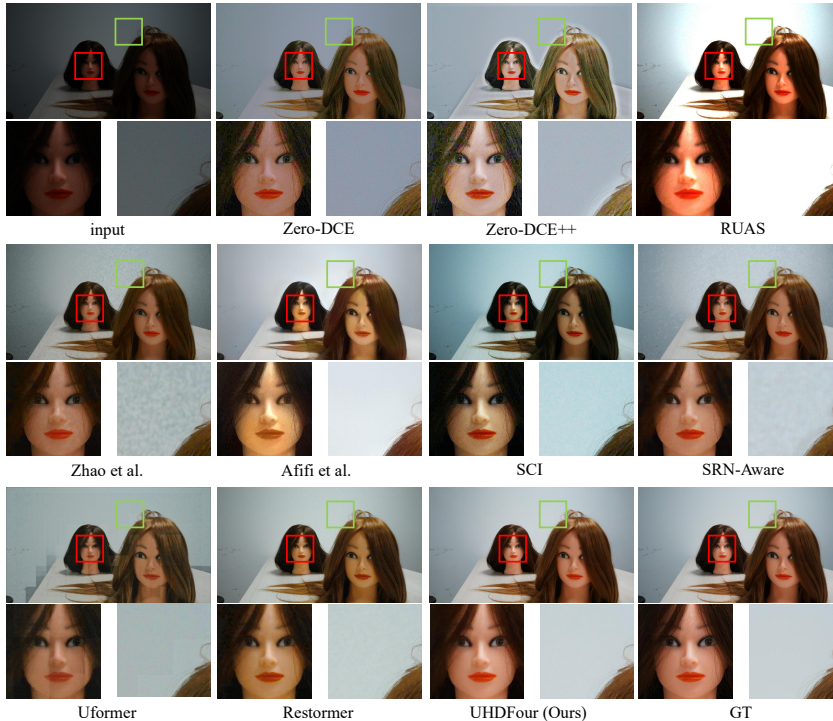 input Zero-DCE Zero-DCE++ RUAS
Zhao et al. Afifi et al. SCI SRN-Aware
Uformer Restormer UHDFour (Ours) GT